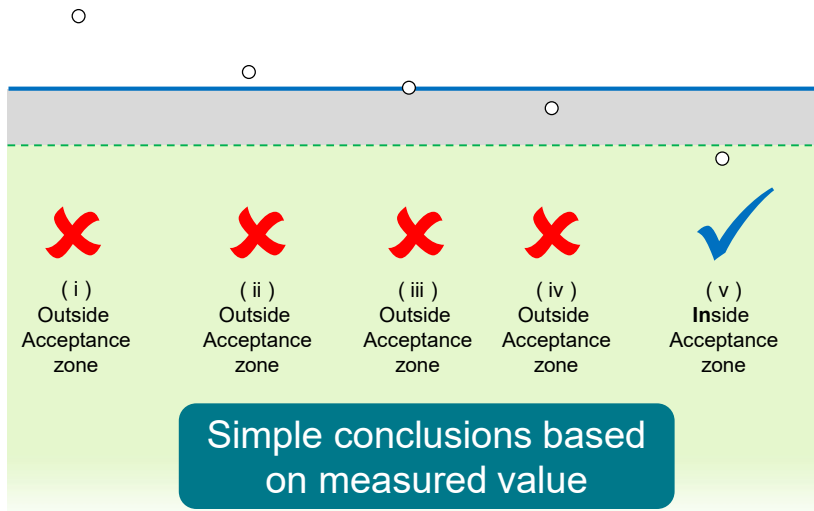 ( i )
Outside
Acceptance
zone
( ii )
Outside
Acceptance
zone
( iii )
Outside
Acceptance
zone
( iv )
Outside
Acceptance
zone
( v )
Inside
Acceptance
zone
Simple conclusions based
on measured value